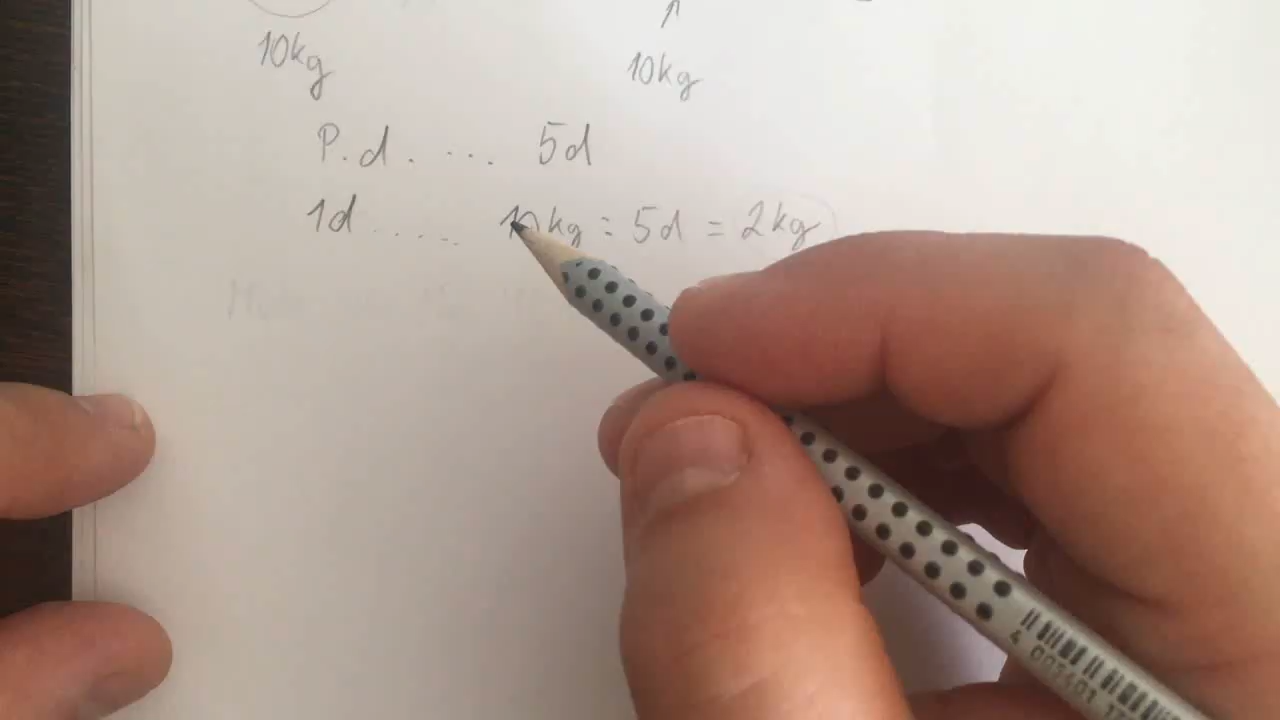 10kg 10kg
P.d. ... 5d
1d ..... 10kg : 5d = 2kg